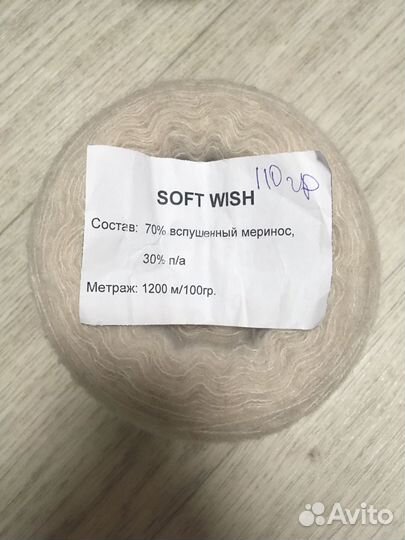 110 гр
SOFT WISH
Состав: 70% вспушенный меринос,
30% п/а
Метраж: 1200 м/100гр.
Avito